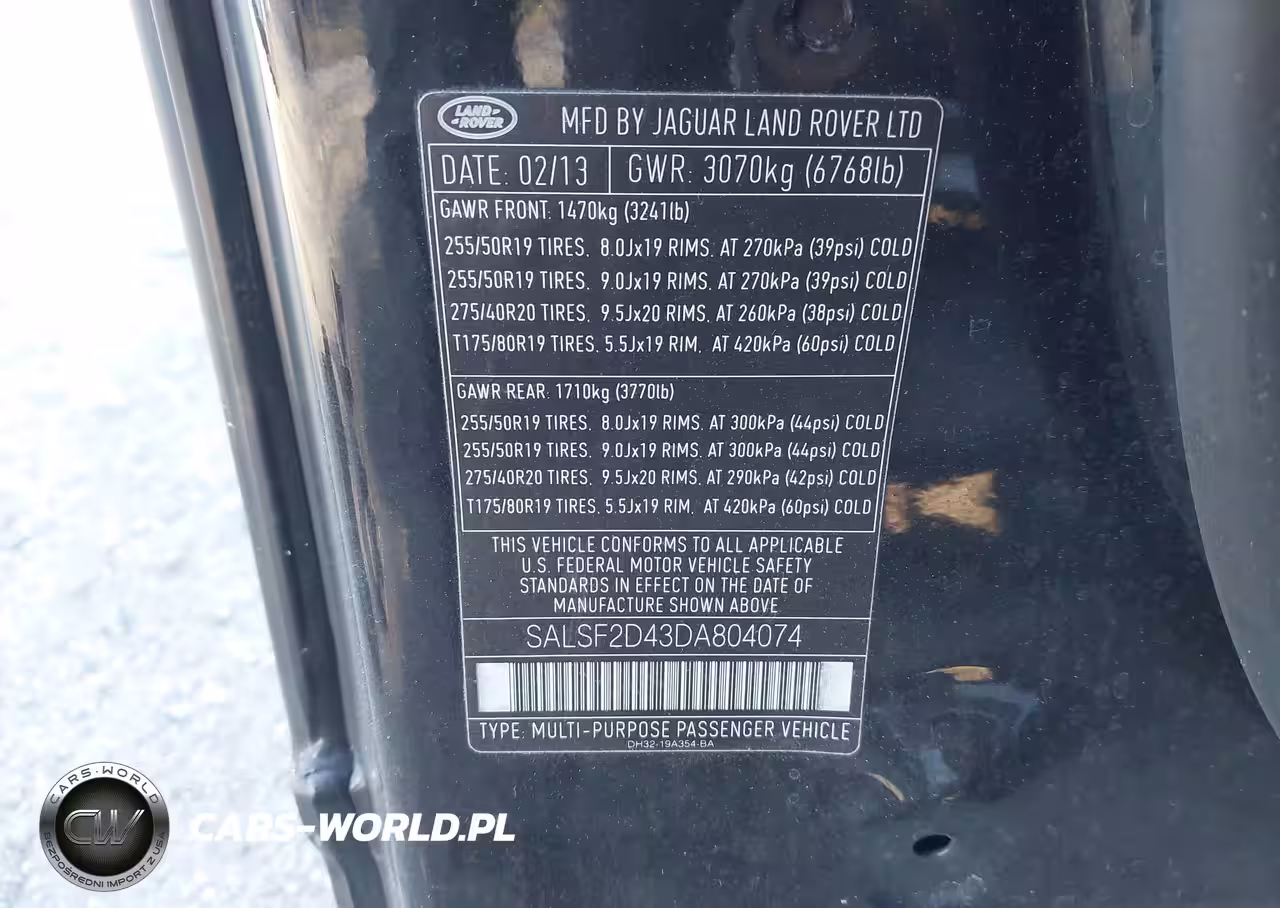 LAND-
-ROVER
MFD BY JAGUAR LAND ROVER LTD
DATE: 02/13 GWR: 3070kg (6768lb)
GAWR FRONT: 1470kg (3241lb)
255/50R19 TIRES. 8.0Jx19 RIMS. AT 270kPa (39psi) COLD
255/50R19 TIRES. 9.0Jx19 RIMS. AT 270kPa (39psi) COLD
275/40R20 TIRES. 9.5Jx20 RIMS. AT 260kPa (38psi) COLD
T175/80R19 TIRES. 5.5Jx19 RIM. AT 420kPa (60psi) COLD
GAWR REAR: 1710kg (3770lb)
255/50R19 TIRES. 8.0Jx19 RIMS. AT 300kPa (44psi) COLD
255/50R19 TIRES. 9.0Jx19 RIMS. AT 300kPa (44psi) COLD
275/40R20 TIRES. 9.5Jx20 RIMS. AT 290kPa (42psi) COLD
T175/80R19 TIRES. 5.5Jx19 RIM. AT 420kPa (60psi) COLD
THIS VEHICLE CONFORMS TO ALL APPLICABLE
U.S. FEDERAL MOTOR VEHICLE SAFETY
STANDARDS IN EFFECT ON THE DATE OF
MANUFACTURE SHOWN ABOVE
SALSF2D43DA804074
TYPE: MULTI-PURPOSE PASSENGER VEHICLE
DH32-19A354-BA
CARS-WORLD
CW
BEZPOŚREDNI IMPORT Z USA
CARS-WORLD.PL